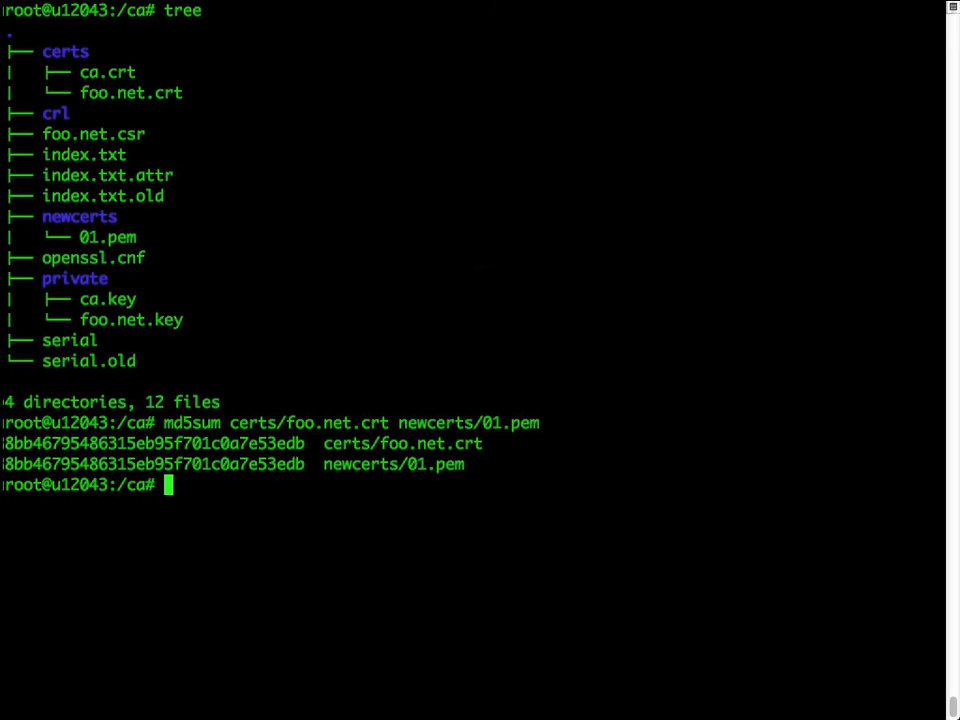 root@u12043:/ca# tree
.
├── certs
│   ├── ca.crt
│   └── foo.net.crt
├── crl
├── foo.net.csr
├── index.txt
├── index.txt.attr
├── index.txt.old
├── newcerts
│   └── 01.pem
├── openssl.cnf
├── private
│   ├── ca.key
│   └── foo.net.key
├── serial
└── serial.old
4 directories, 12 files
root@u12043:/ca# md5sum certs/foo.net.crt newcerts/01.pem
8bb46795486315eb95f701c0a7e53edb  certs/foo.net.crt
8bb46795486315eb95f701c0a7e53edb  newcerts/01.pem
root@u12043:/ca#